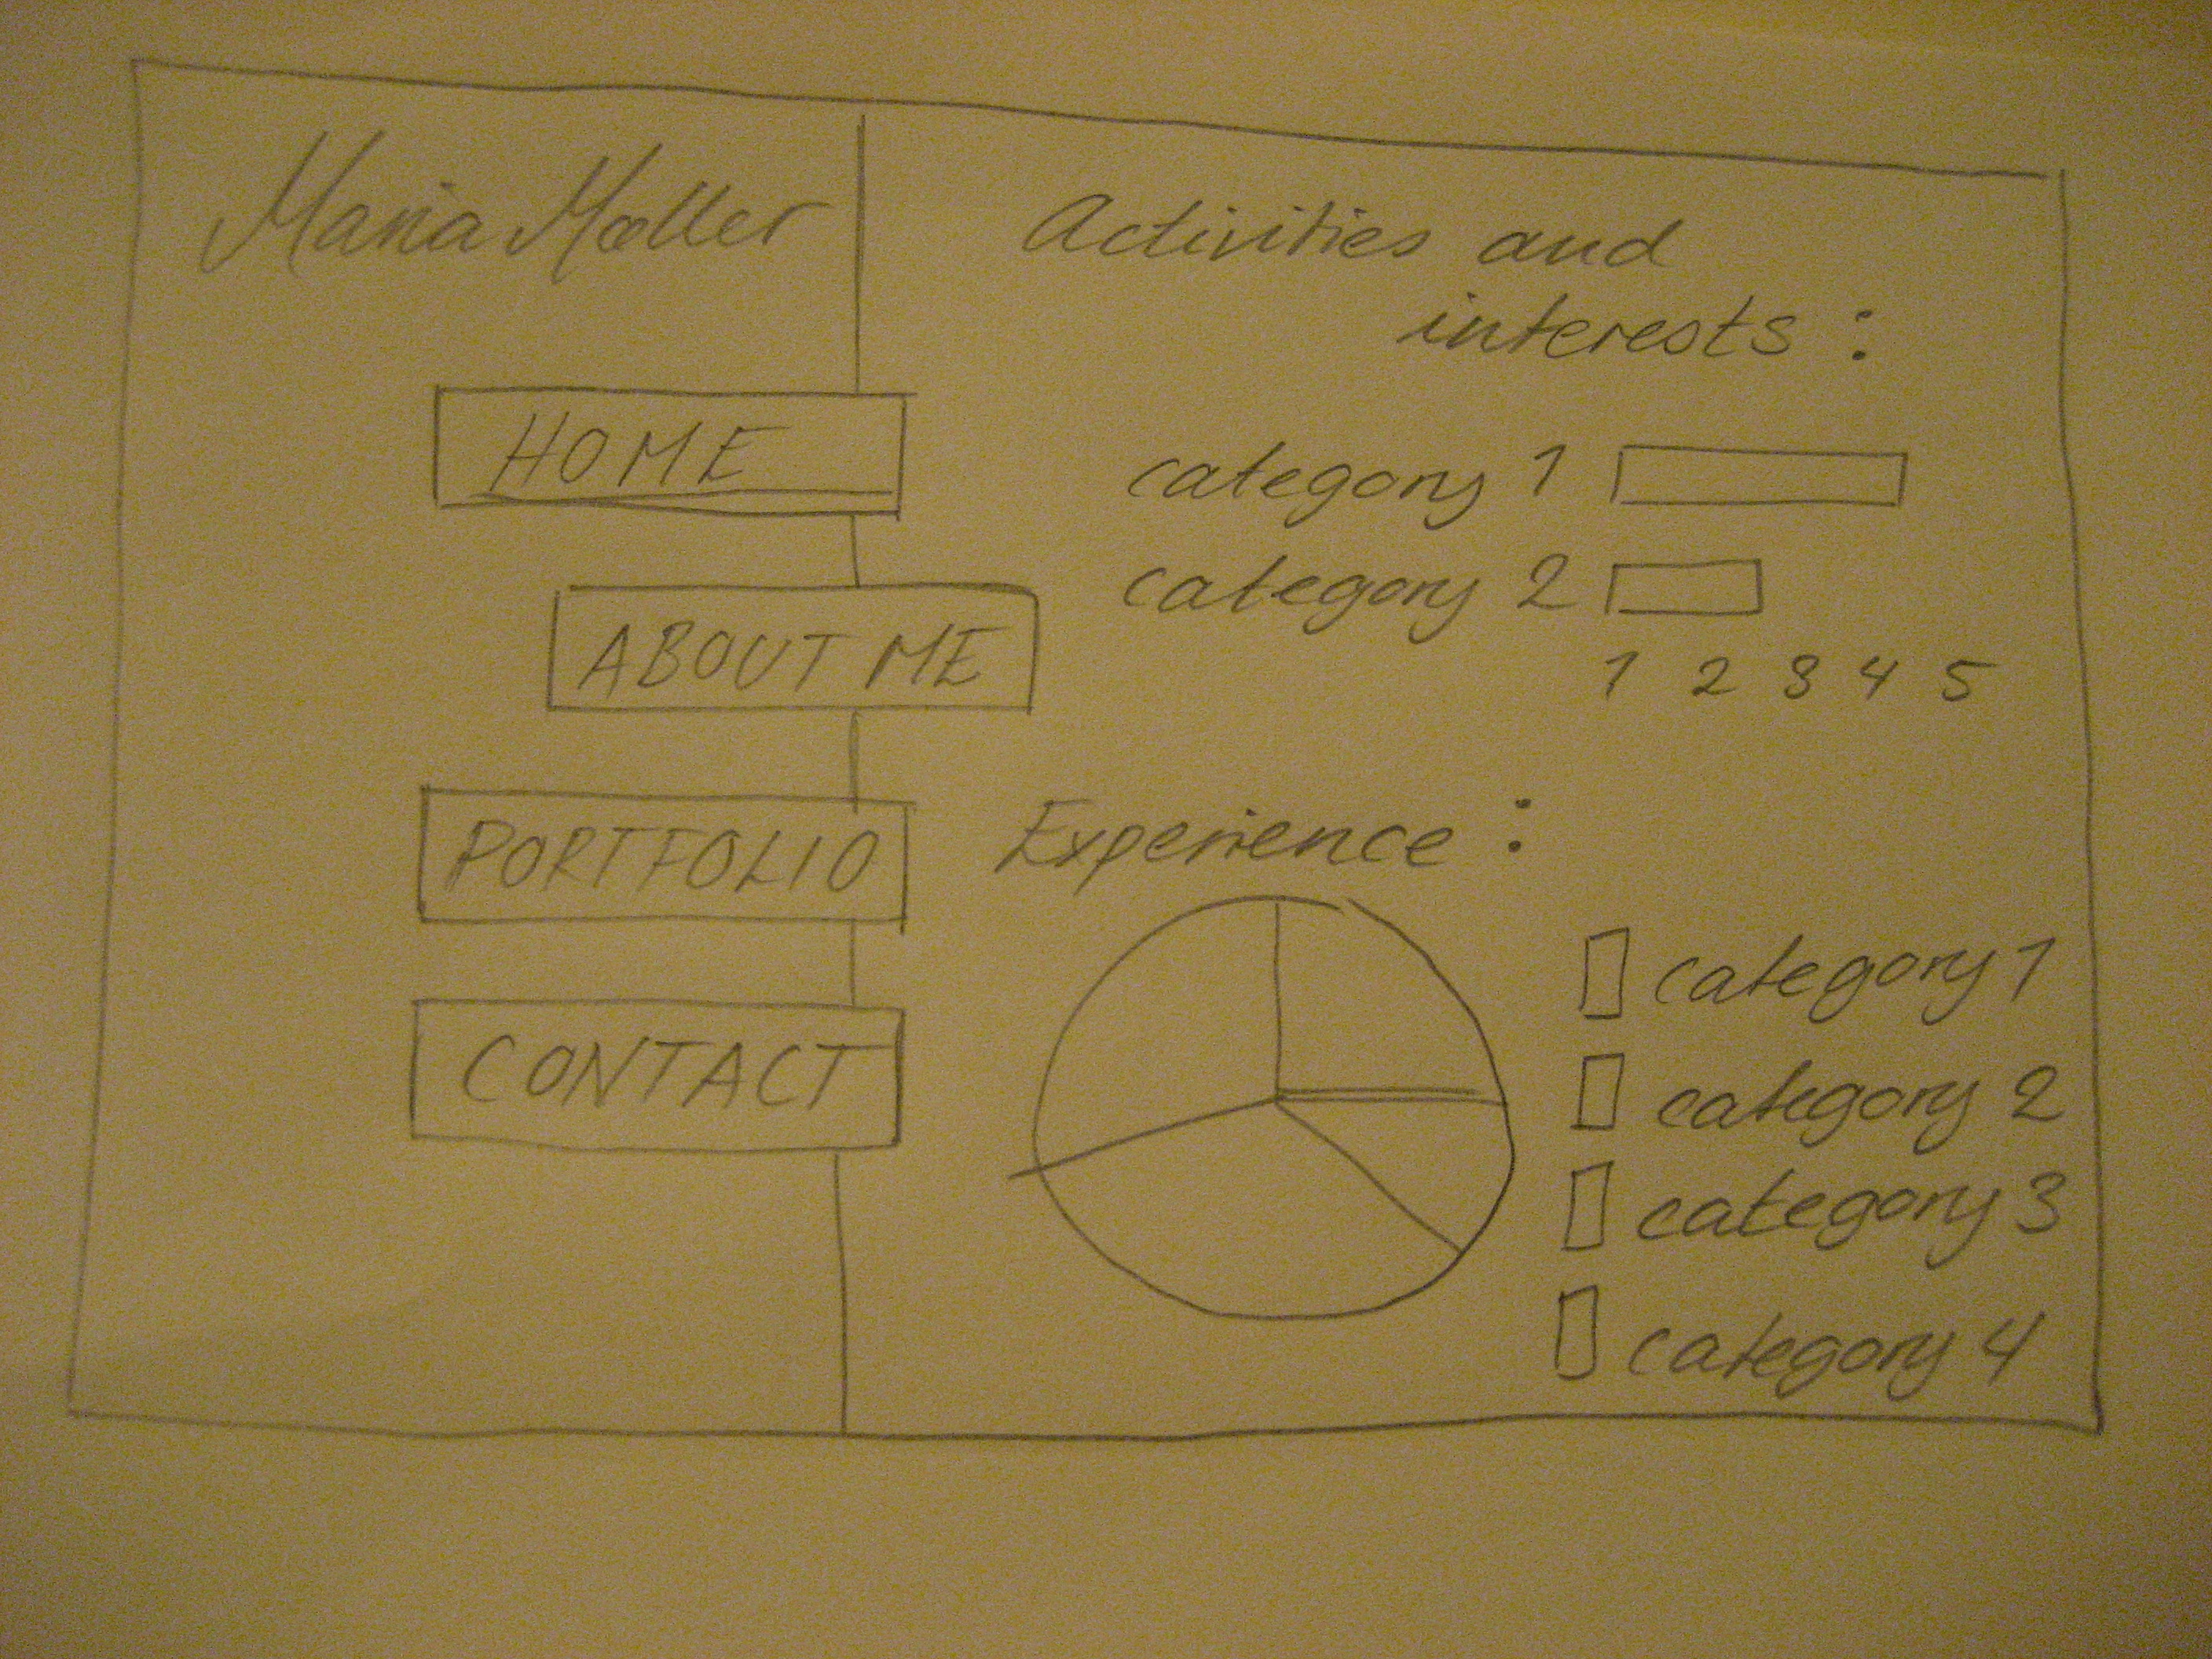 Maria Mœller
HOME
ABOUT ME
PORTFOLIO
CONTACT
Activities and
interests :
category 1
category 2
1 2 3 4 5
Experience :
category 1
category 2
category 3
category 4